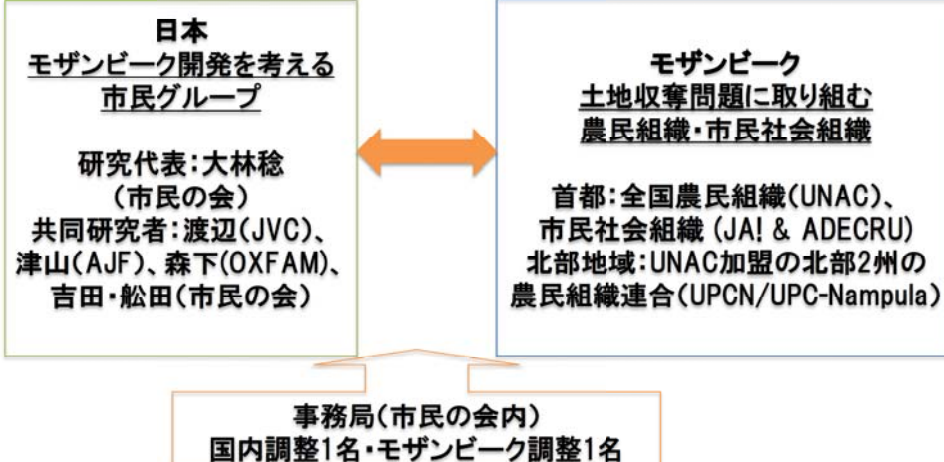 日本
モザンビーク開発を考える
市民グループ
研究代表:大林稔
(市民の会)
共同研究者:渡辺(JVC)、
津山(AJF)、森下(OXFAM)、
吉田・舩田(市民の会)
モザンビーク
土地収奪問題に取り組む
農民組織・市民社会組織
首都:全国農民組織(UNAC)、
市民社会組織 (JA! & ADECRU)
北部地域:UNAC加盟の北部2州の
農民組織連合(UPCN/UPC-Nampula)
事務局(市民の会内)
国内調整1名・モザンビーク調整1名